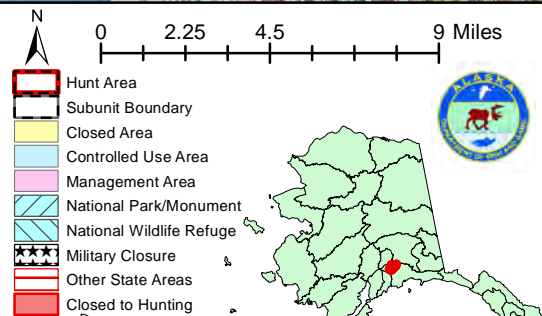 N
0 2.25 4.5 9 Miles
Hunt Area
Subunit Boundary
Closed Area
Controlled Use Area
Management Area
National Park/Monument
National Wildlife Refuge
Military Closure
Other State Areas
Closed to Hunting
ALASKA